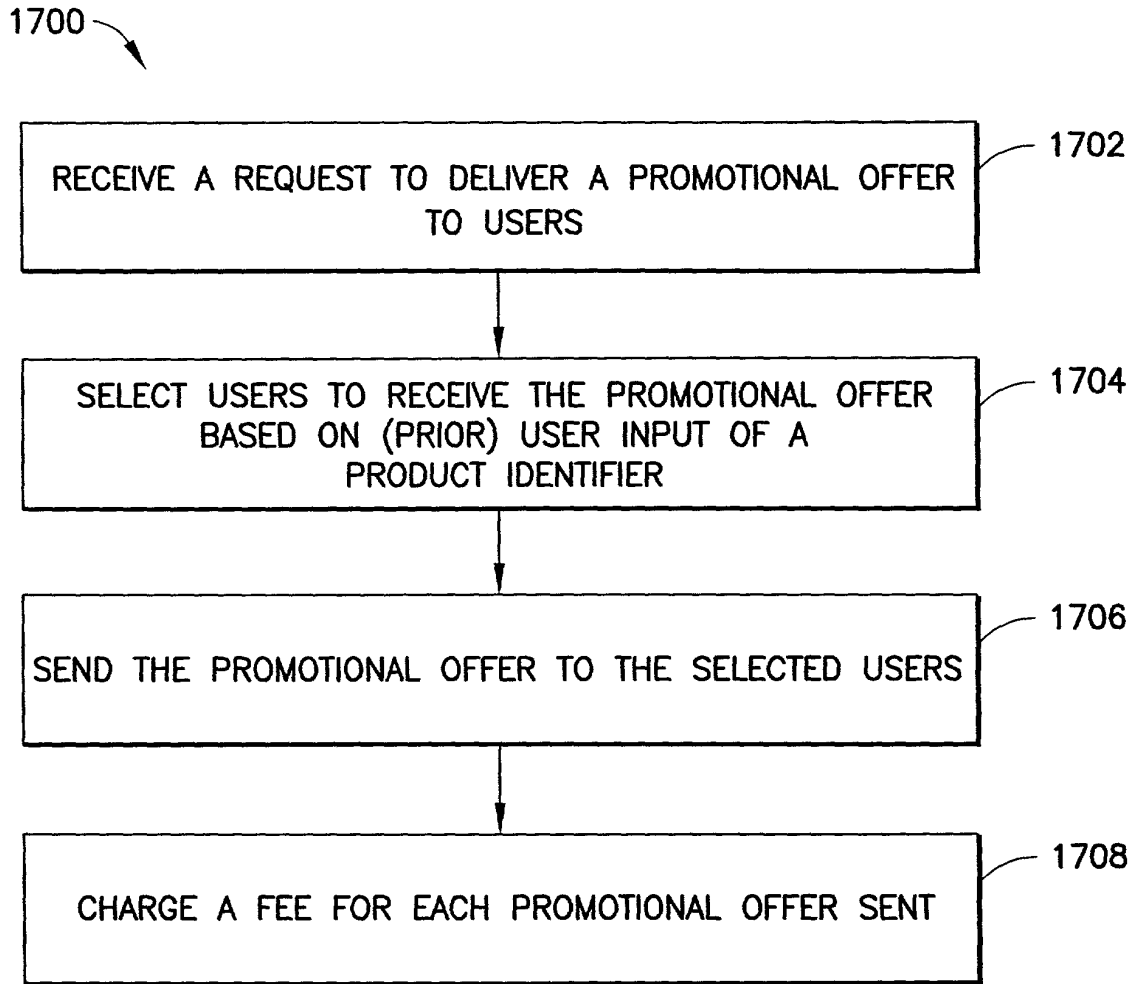 1700
RECEIVE A REQUEST TO DELIVER A PROMOTIONAL OFFER
TO USERS
1702
SELECT USERS TO RECEIVE THE PROMOTIONAL OFFER
BASED ON (PRIOR) USER INPUT OF A
PRODUCT IDENTIFIER
1704
SEND THE PROMOTIONAL OFFER TO THE SELECTED USERS
1706
CHARGE A FEE FOR EACH PROMOTIONAL OFFER SENT
1708